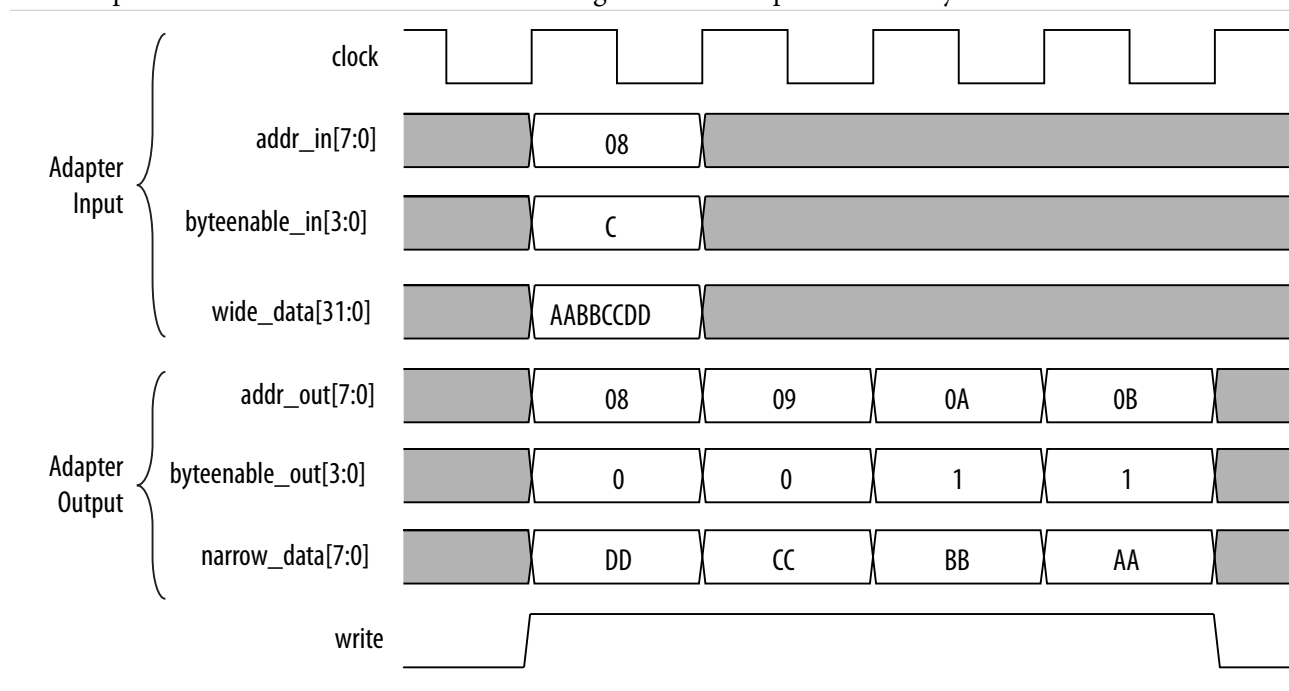 clock
addr_in[7:0]
08
Adapter
Input
byteenable_in[3:0]
C
wide_data[31:0]
AABBCCDD
addr_out[7:0]
08 09 0A 0B
Adapter
Output
byteenable_out[3:0]
0 0 1 1
narrow_data[7:0]
DD CC BB AA
write